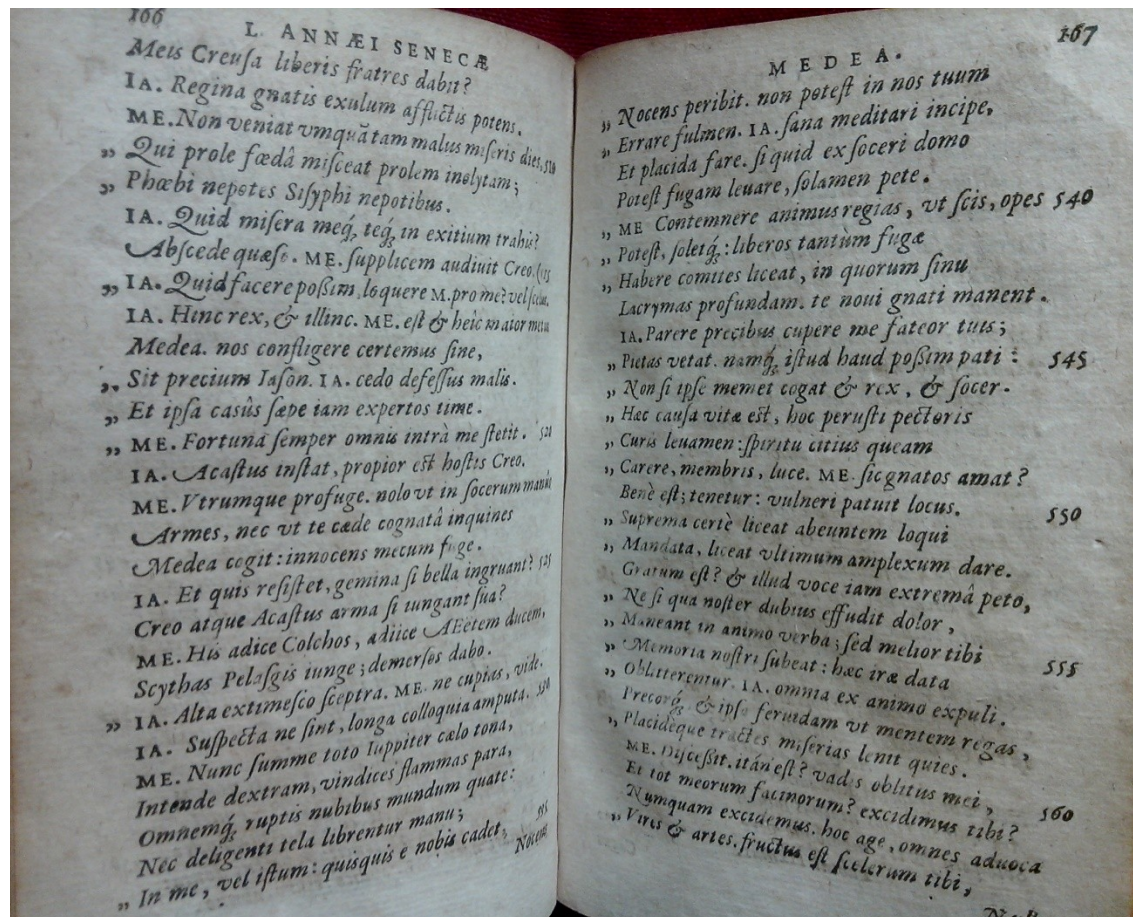 166
L. ANNÆI SENECÆ
Meis Creuſa liberis fratres dabit?
IA. Regina gnatis exulum afflictis potens.
ME. Non veniat vmquã tam malus miſeris dies, 510
„ Qui prole fœdâ miſceat prolem inclytam;
„ Phœbi nepotes Siſyphi nepotibus.
IA. Quid miſera meq́; teq́; in exitium trahis?
Abſcede quæſo. ME. ſupplicem audiuit Creo. (515
„ IA. Quid facere poßim, loquere M. pro me? vel ſcelus.
IA. Hinc rex, & illinc. ME. eſt & heic maior metus
Medea. nos confligere certemus ſine,
„ Sit precium Iaſon. IA. cedo defeſſus malis.
„ Et ipſa casûs ſæpe iam expertos time.
„ ME. Fortuna ſemper omnis intrà me ſtetit. 520
IA. Acaſtus inſtat, propior eſt hoſtis Creo.
ME. Vtrumque profuge. nolo vt in ſocerum manûs
Armes, nec vt te cæde cognatâ inquines
Medea cogit: innocens mecum fuge.
IA. Et quis reſiſtet, gemina ſi bella ingruant? 525
Creo atque Acaſtus arma ſi iungant ſua?
ME. His adice Colchos, adiice AEetem ducem,
Scythas Pelaſgis iunge; demerſos dabo.
„ IA. Alta extimeſco ſceptra. ME. ne cupias, vide.
IA. Suſpecta ne ſint, longa colloquia amputa. 530
ME. Nunc ſumme toto Iuppiter cælo tona,
Intende dextram, vindices flammas para,
Omnemq́; ruptis nubibus mundum quate:
Nec deligenti tela librentur manu; 535
„ In me, vel iſtum: quisquis e nobis cadet,
Nocens
167
MEDEA.
„ Nocens peribit. non poteſt in nos tuum
„ Errare fulmen. IA. ſana meditari incipe,
Et placida fare. ſi quid ex ſoceri domo
Poteſt fugam leuare, ſolamen pete.
„ ME Contemnere animus regias, vt ſcis, opes 540
„ Poteſt, ſoletq́;: liberos tantùm fugæ
„ Habere comites liceat, in quorum ſinu
Lacrymas profundam. te noui gnati manent.
IA. Parere precibus cupere me fateor tuis;
„ Pietas vetat. namq́; iſtud haud poßim pati: 545
„ Non ſi ipſe memet cogat & rex, & ſocer.
„ Hæc cauſa vitæ eſt, hoc peruſti pectoris
„ Curis leuamen: ſpiritu citius queam
„ Carere, membris, luce. ME. ſic gnatos amat?
Benè eſt; tenetur: vulneri patuit locus. 550
„ Suprema certè liceat abeuntem loqui
„ Mandata, liceat vltimum amplexum dare.
Gratum eſt? & illud voce iam extremâ peto,
„ Ne ſi qua noſter dubius effudit dolor,
„ Maneant in animo verba; ſed melior tibi
„ Memoria noſtri ſubeat: hæc iræ data 555
„ Oblitterentur. IA. omnia ex animo expuli.
Precorq́; & ipſe feruidam vt mentem regas,
„ Placidèque tractes miſerias lenit quies.
ME. Diſceßit. itán eſt? vadis oblitus mei,
Et tot meorum facinorum? excidimus tibi? 560
Numquam excidemus. hoc age, omnes aduoca
„ Vires & artes. fructus eſt ſcelerum tibi,